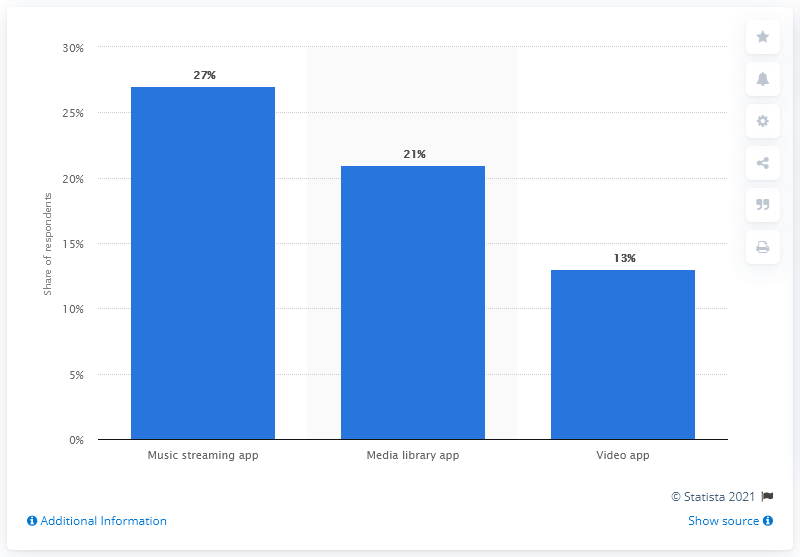 30%
27%
25%
21%
20%
Share of respondents
15%
13%
10%
5%
0%
Music streaming app
Media library app
Video app
© Statista 2021
Additional Information
Show source